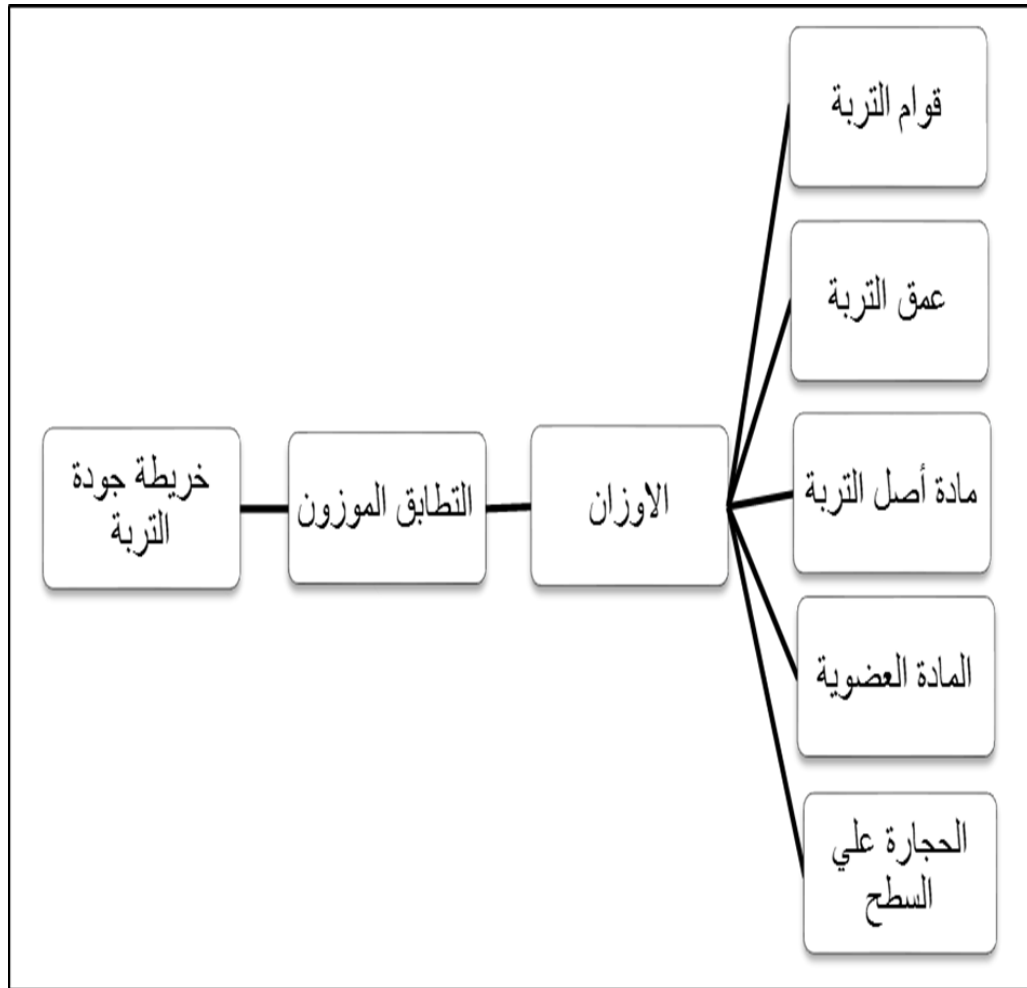 قوام التربة
عمق التربة
مادة أصل التربة
المادة العضوية
الحجارة علي
السطح
الاوزان
التطابق الموزون
خريطة جودة
التربة